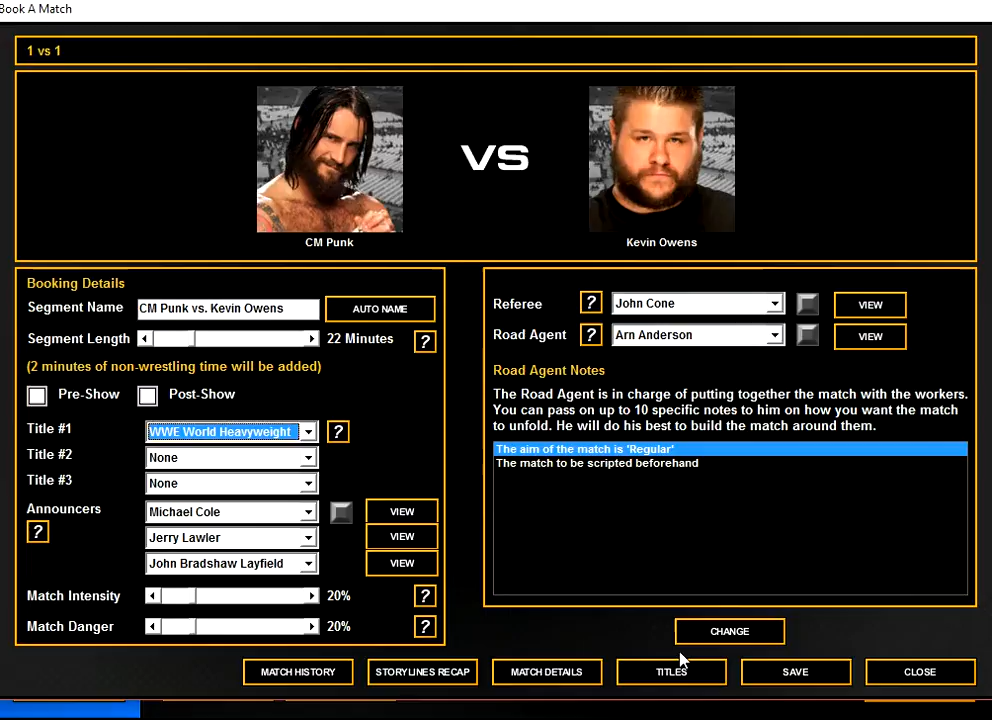 Book A Match
1 vs 1
VS
CM Punk
Kevin Owens
Booking Details
Segment Name
CM Punk vs. Kevin Owens
AUTO NAME
Segment Length
22 Minutes
?
(2 minutes of non-wrestling time will be added)
Pre-Show
Post-Show
Title #1
WWE World Heavyweight
?
Title #2
None
Title #3
None
Announcers
?
Michael Cole
VIEW
Jerry Lawler
VIEW
John Bradshaw Layfield
VIEW
Match Intensity
20%
?
Match Danger
20%
?
Referee
?
John Cone
VIEW
Road Agent
?
Arn Anderson
VIEW
Road Agent Notes
The Road Agent is in charge of putting together the match with the workers.
You can pass on up to 10 specific notes to him on how you want the match
to unfold. He will do his best to build the match around them.
The aim of the match is 'Regular'
The match to be scripted beforehand
CHANGE
MATCH HISTORY
STORYLINES RECAP
MATCH DETAILS
TITLES
SAVE
CLOSE